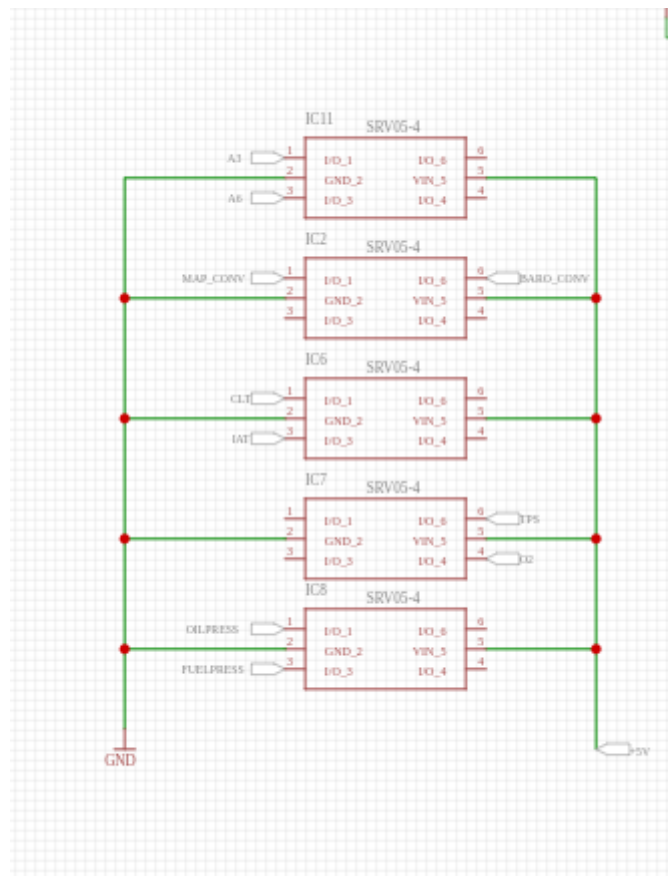 IC11
SRV05-4
A3 1 I/O_1 I/O_6 6
2 GND_2 VIN_5 5
A6 3 I/O_3 I/O_4 4
IC2
SRV05-4
MAP_CONV 1 I/O_1 I/O_6 6 BARO_CONV
2 GND_2 VIN_5 5
3 I/O_3 I/O_4 4
IC6
SRV05-4
CLT 1 I/O_1 I/O_6 6
2 GND_2 VIN_5 5
IAT 3 I/O_3 I/O_4 4
IC7
SRV05-4
1 I/O_1 I/O_6 6 TPS
2 GND_2 VIN_5 5
3 I/O_3 I/O_4 4 O2
IC8
SRV05-4
OILPRESS 1 I/O_1 I/O_6 6
2 GND_2 VIN_5 5
FUELPRESS 3 I/O_3 I/O_4 4
GND
+5V